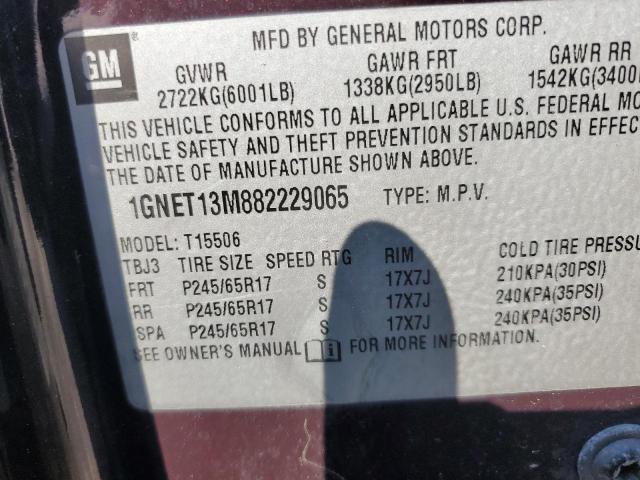 GM MFD BY GENERAL MOTORS CORP.
GVWR GAWR FRT GAWR RR
2722KG(6001LB) 1338KG(2950LB) 1542KG(3400
THIS VEHICLE CONFORMS TO ALL APPLICABLE U.S. FEDERAL MO
VEHICLE SAFETY AND THEFT PREVENTION STANDARDS IN EFFEC
THE DATE OF MANUFACTURE SHOWN ABOVE.
1GNET13M882229065 TYPE: M.P.V.
MODEL: T15506
TBJ3 TIRE SIZE SPEED RTG RIM COLD TIRE PRESSU
FRT P245/65R17 S 17X7J 210KPA(30PSI)
RR P245/65R17 S 17X7J 240KPA(35PSI)
SPA P245/65R17 S 17X7J 240KPA(35PSI)
SEE OWNER'S MANUAL FOR MORE INFORMATION.